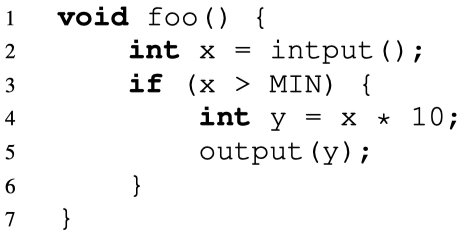 1 void foo() {
2 int x = intput();
3 if (x > MIN) {
4 int y = x * 10;
5 output(y);
6 }
7 }